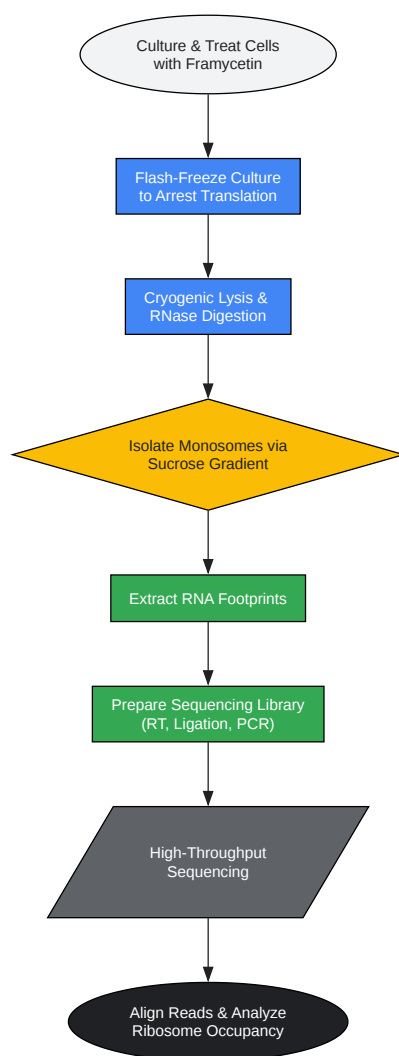 Culture & Treat Cells
with Framycetin
Flash-Freeze Culture
to Arrest Translation
Cryogenic Lysis &
RNase Digestion
Isolate Monosomes via
Sucrose Gradient
Extract RNA Footprints
Prepare Sequencing Library
(RT, Ligation, PCR)
High-Throughput
Sequencing
Align Reads & Analyze
Ribosome Occupancy